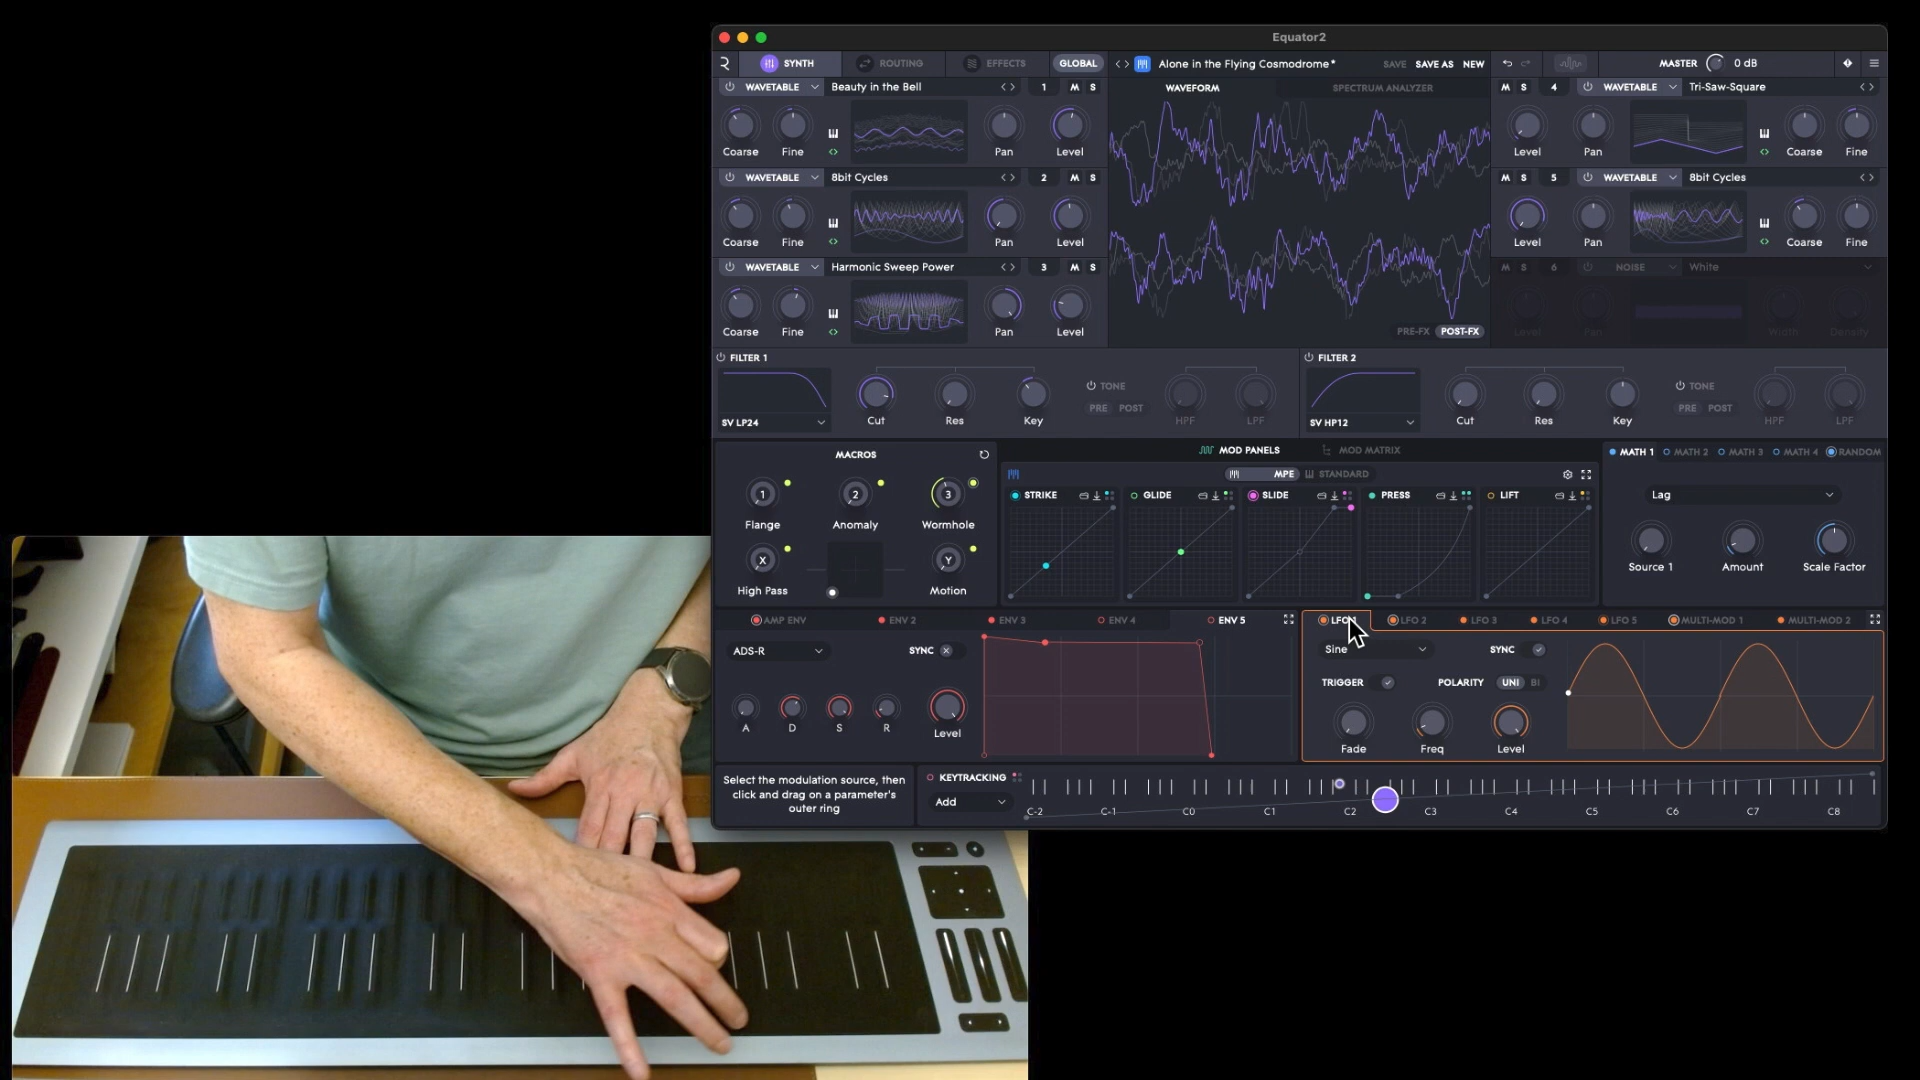 Equator2
SYNTH ROUTING EFFECTS GLOBAL
Alone in the Flying Cosmodrome*
SAVE SAVE AS NEW
MASTER 0 dB
WAVETABLE Beauty in the Bell 1 M S
Coarse Fine Pan Level
WAVETABLE 8bit Cycles 2 M S
Coarse Fine Pan Level
WAVETABLE Harmonic Sweep Power 3 M S
Coarse Fine Pan Level
WAVEFORM SPECTRUM ANALYZER
PRE-FX POST-FX
M S 4 WAVETABLE Tri-Saw-Square
Level Pan Coarse Fine
M S 5 WAVETABLE 8bit Cycles
Level Pan Coarse Fine
M S 6 NOISE White
Level Pan Width Density
FILTER 1
SV LP24
Cut Res Key
TONE
PRE POST
HPF LPF
FILTER 2
SV HP12
Cut Res Key
TONE
PRE POST
HPF LPF
MACROS
1 2 3
Flange Anomaly Wormhole
X Y
High Pass Motion
MOD PANELS MOD MATRIX
MPE STANDARD
STRIKE GLIDE SLIDE PRESS LIFT
MATH 1 MATH 2 MATH 3 MATH 4 RANDOM
Lag
Source 1 Amount Scale Factor
AMP ENV ENV 2 ENV 3 ENV 4 ENV 5
ADS-R SYNC
A D S R Level
LFO 1 LFO 2 LFO 3 LFO 4 LFO 5 MULTI-MOD 1 MULTI-MOD 2
Sine SYNC
TRIGGER POLARITY UNI BI
Fade Freq Level
Select the modulation source, then
click and drag on a parameter's
outer ring
KEYTRACKING
Add
C-2 C-1 C0 C1 C2 C3 C4 C5 C6 C7 C8